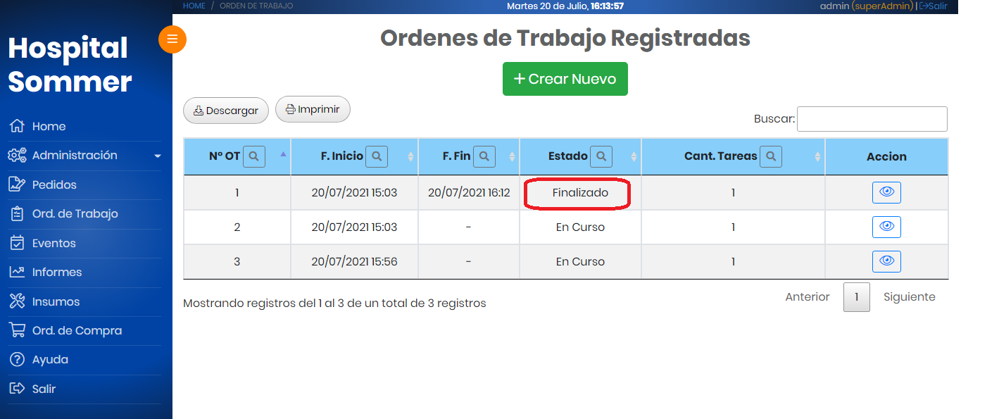 HOME / ORDEN DE TRABAJO Martes 20 de Julio, 16:13:57 admin (superAdmin) | Salir
Hospital
Sommer
Home
Administración
Pedidos
Ord. de Trabajo
Eventos
Informes
Insumos
Ord. de Compra
Ayuda
Salir
Ordenes de Trabajo Registradas
+ Crear Nuevo
Descargar Imprimir
Buscar:
N° OT F. Inicio F. Fin Estado Cant. Tareas Accion
1 20/07/2021 15:03 20/07/2021 16:12 Finalizado 1
2 20/07/2021 15:03 - En Curso 1
3 20/07/2021 15:56 - En Curso 1
Mostrando registros del 1 al 3 de un total de 3 registros
Anterior 1 Siguiente